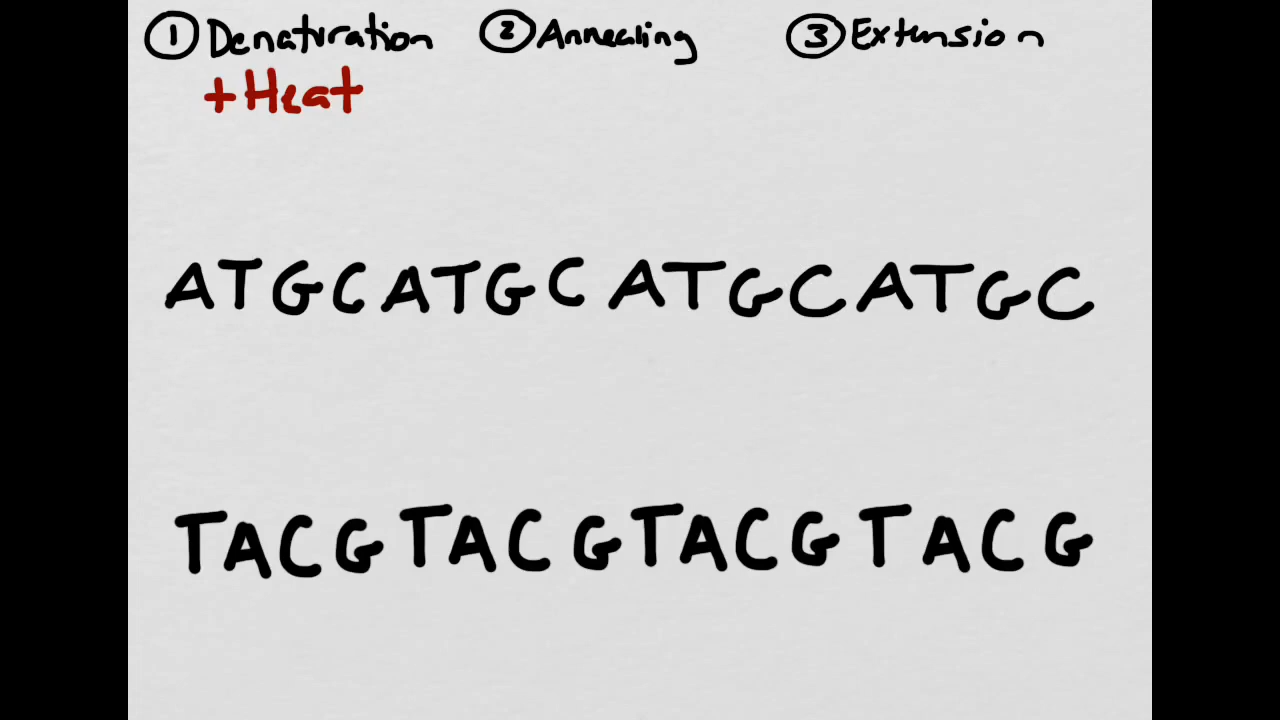 ① Denaturation ② Annealing ③ Extension
+ Heat
ATGCATGCATGCATGC
TACGTACGTACGTACG